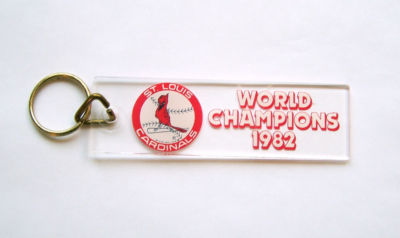 ST. LOUIS
CARDINALS
WORLD
CHAMPIONS
1982